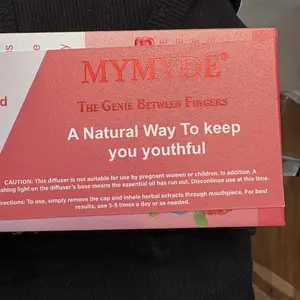 MYMYDE®
THE GENIE BETWEEN FINGERS
A Natural Way To keep
you youthful
CAUTION: This diffuser is not suitable for use by pregnant women or children. In addition. A
light on the diffuser's base means the essential oil has run out. Discontinue use at this time.
To use, simply remove the cap and inhale herbal extracts through mouthpiece. For best
results, use 3-5 times a day or as needed.